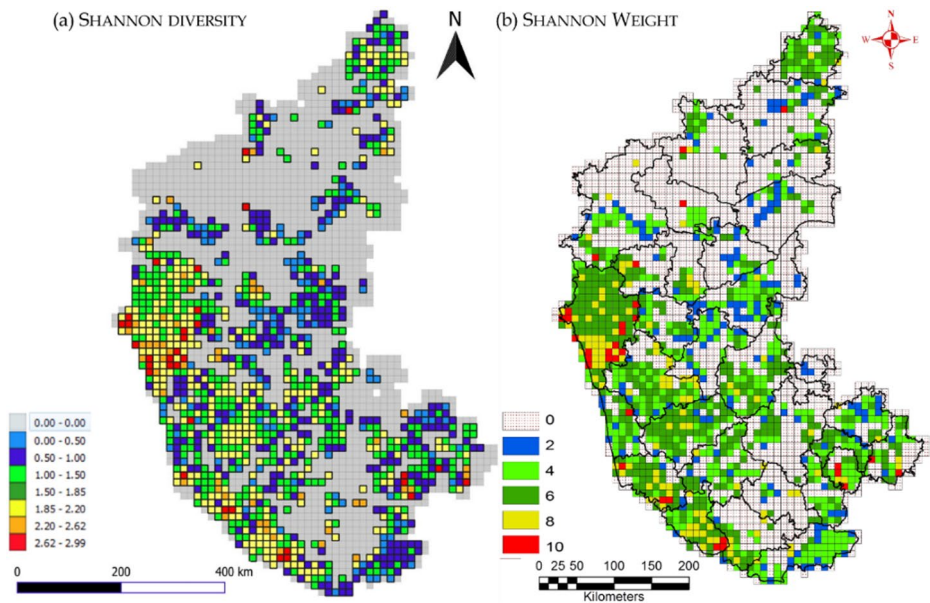 (a) SHANNON DIVERSITY
N
0.00 - 0.00
0.00 - 0.50
0.50 - 1.00
1.00 - 1.50
1.50 - 1.85
1.85 - 2.20
2.20 - 2.62
2.62 - 2.99
0 200 400 km
(b) SHANNON WEIGHT
N
W E
S
0
2
4
6
8
10
0 25 50 100 150 200
Kilometers